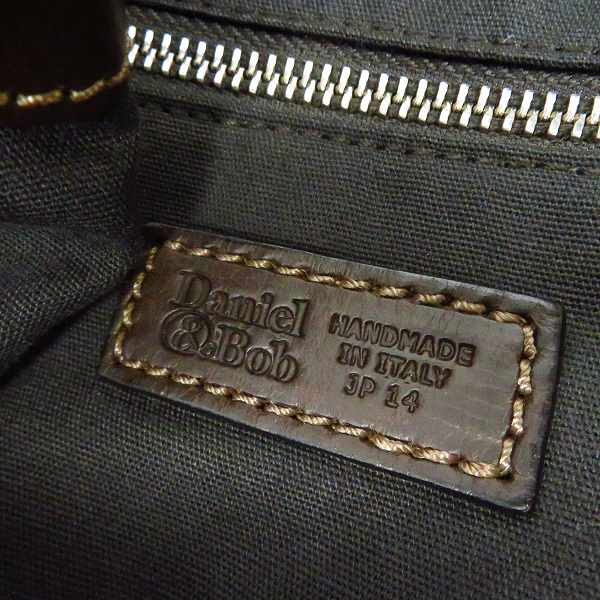 Daniel
& Bob
HANDMADE
IN ITALY
JP 14